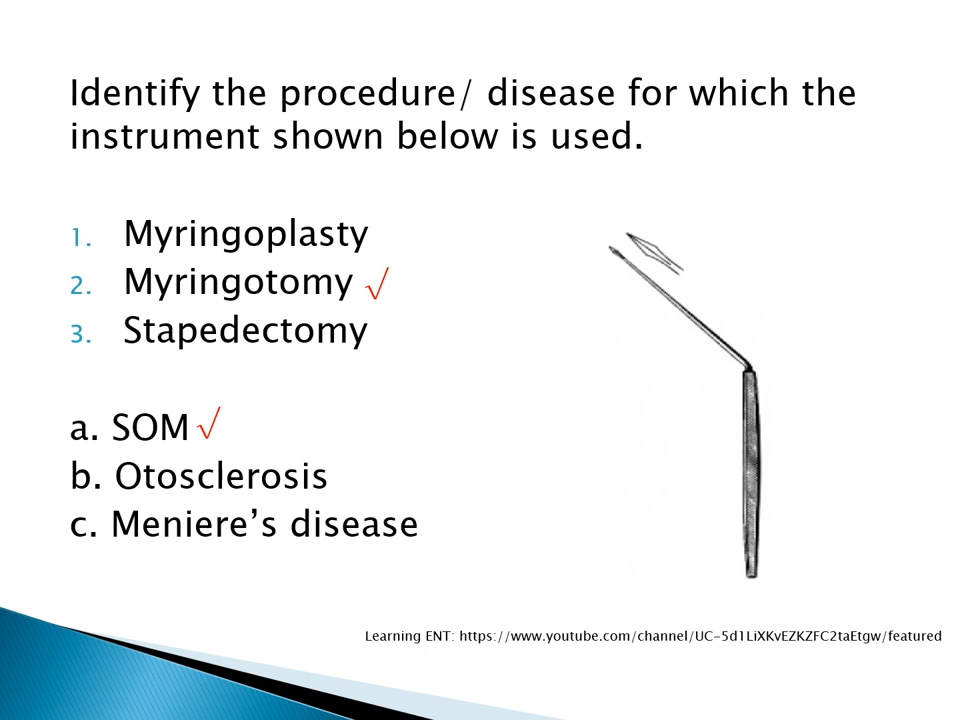 Identify the procedure/ disease for which the
instrument shown below is used.
1. Myringoplasty
2. Myringotomy √
3. Stapedectomy
a. SOM √
b. Otosclerosis
c. Meniere’s disease
Learning ENT: https://www.youtube.com/channel/UC-5d1LiXKvEZKZFC2taEtgw/featured